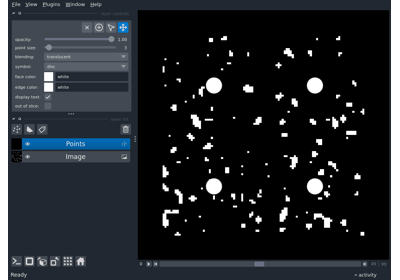 File View Plugins Window Help
opacity: 1.00
point size: 3
blending: translucent
symbol: disc
face color: white
edge color: white
display text: ✓
out of slice:
Points
Image
Ready
activity